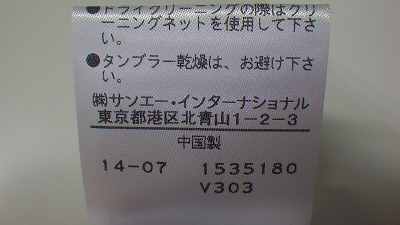 ●ドライクリーニングの際はクリ
ーニングネットを使用して下さ
い。
●タンブラー乾燥は、お避け下さ
い。
㈱サンエー・インターナショナル
東京都港区北青山1-2-3
中国製
14-07 1535180
V303